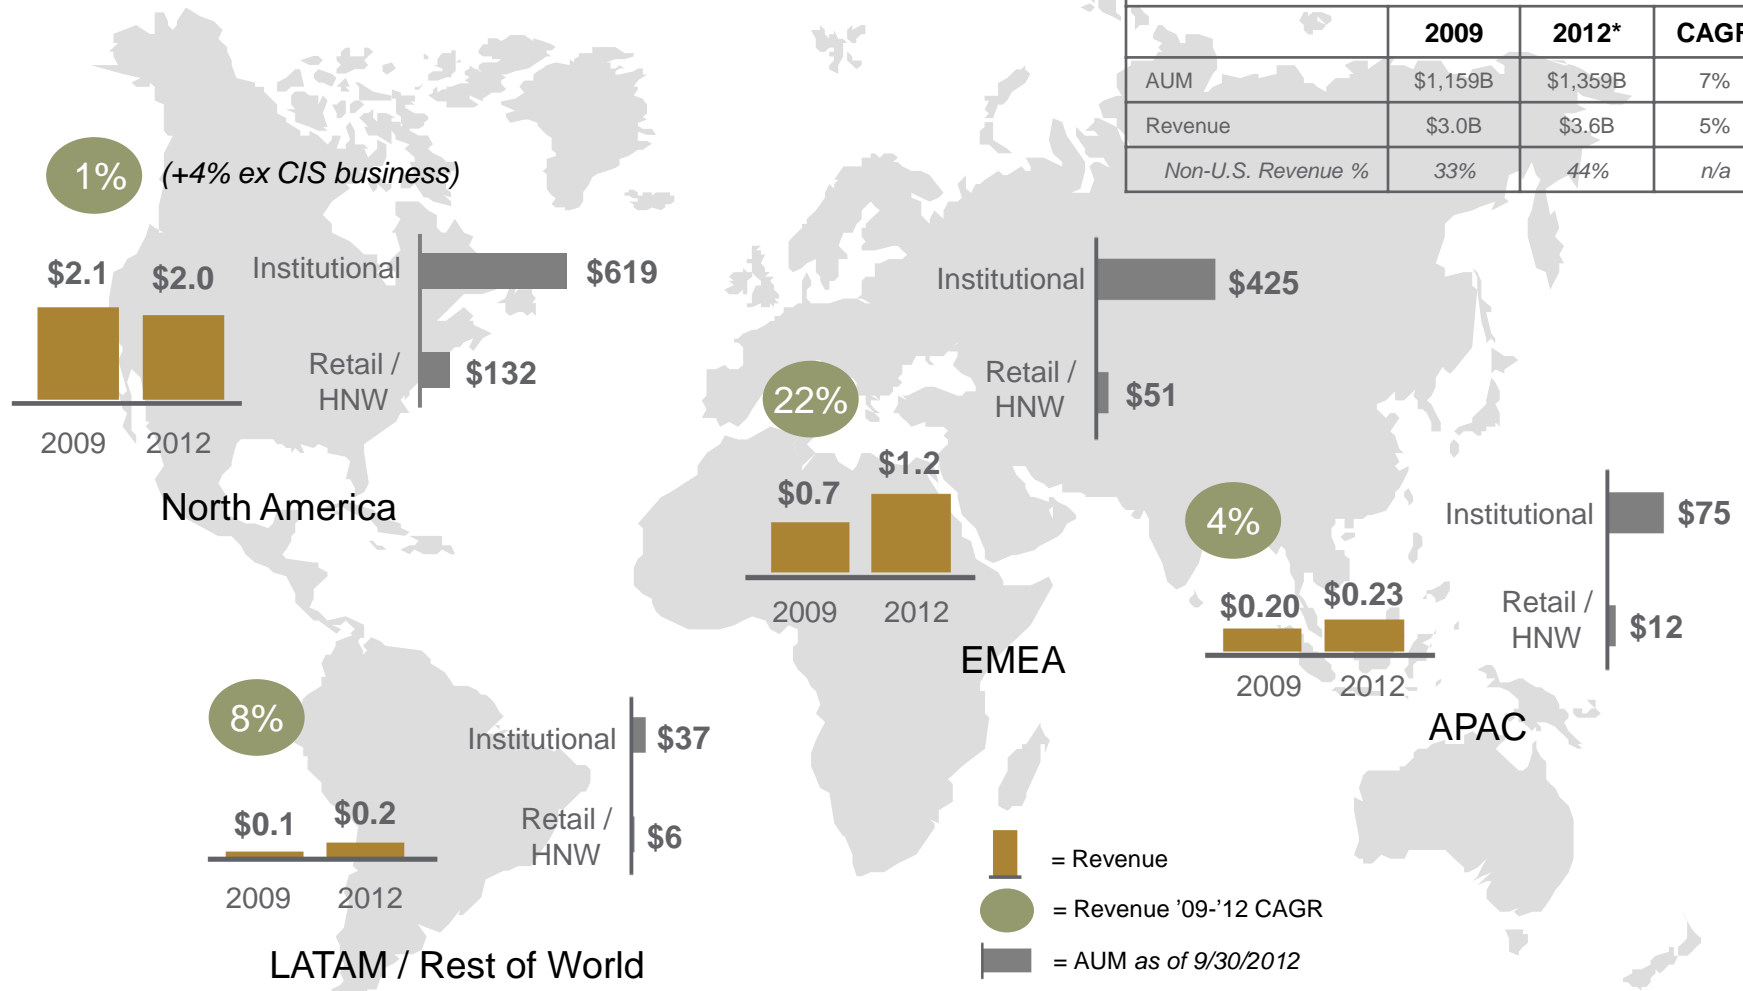 2009 2012* CAGR
AUM $1,159B $1,359B 7%
Revenue $3.0B $3.6B 5%
Non-U.S. Revenue % 33% 44% n/a
1% (+4% ex CIS business)
$2.1 $2.0
2009 2012
Institutional $619
Retail /
HNW $132
North America
22%
$0.7 $1.2
2009 2012
Institutional $425
Retail /
HNW $51
EMEA
4%
$0.20 $0.23
2009 2012
Institutional $75
Retail /
HNW $12
APAC
8%
$0.1 $0.2
2009 2012
Institutional $37
Retail /
HNW $6
LATAM / Rest of World
= Revenue
= Revenue '09-'12 CAGR
= AUM as of 9/30/2012